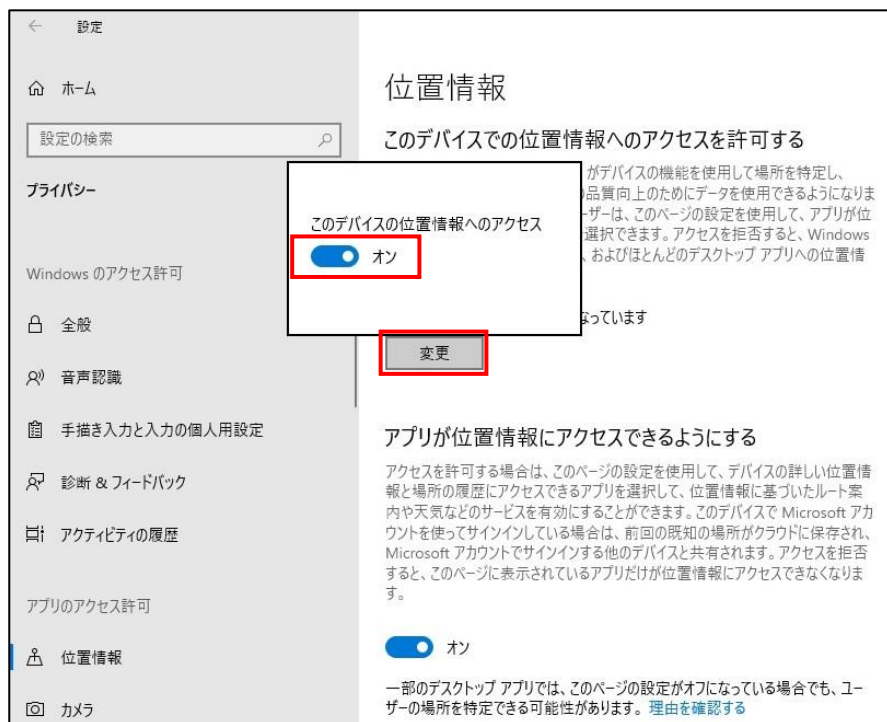 設定
ホーム
設定の検索
プライバシー
Windows のアクセス許可
全般
音声認識
手描き入力と入力の個人用設定
診断 & フィードバック
アクティビティの履歴
アプリのアクセス許可
位置情報
カメラ
位置情報
このデバイスでの位置情報へのアクセスを許可する
がデバイスの機能を使用して場所を特定し、
品質向上のためにデータを使用できるようになりま
ーザーは、このページの設定を使用して、アプリが位
選択できます。アクセスを拒否すると、Windows
、およびほとんどのデスクトップ アプリへの位置情
このデバイスの位置情報へのアクセス
オン
なっています
変更
アプリが位置情報にアクセスできるようにする
アクセスを許可する場合は、このページの設定を使用して、デバイスの詳しい位置情
報と場所の履歴にアクセスできるアプリを選択して、位置情報に基づいたルート案
内や天気などのサービスを有効にすることができます。このデバイスで Microsoft アカ
ウントを使ってサインインしている場合は、前回の既知の場所がクラウドに保存され、
Microsoft アカウントでサインインする他のデバイスと共有されます。アクセスを拒否
すると、このページに表示されているアプリだけが位置情報にアクセスできなくなりま
す。
オン
一部のデスクトップ アプリでは、このページの設定がオフになっている場合でも、ユー
ザーの場所を特定できる可能性があります。理由を確認する